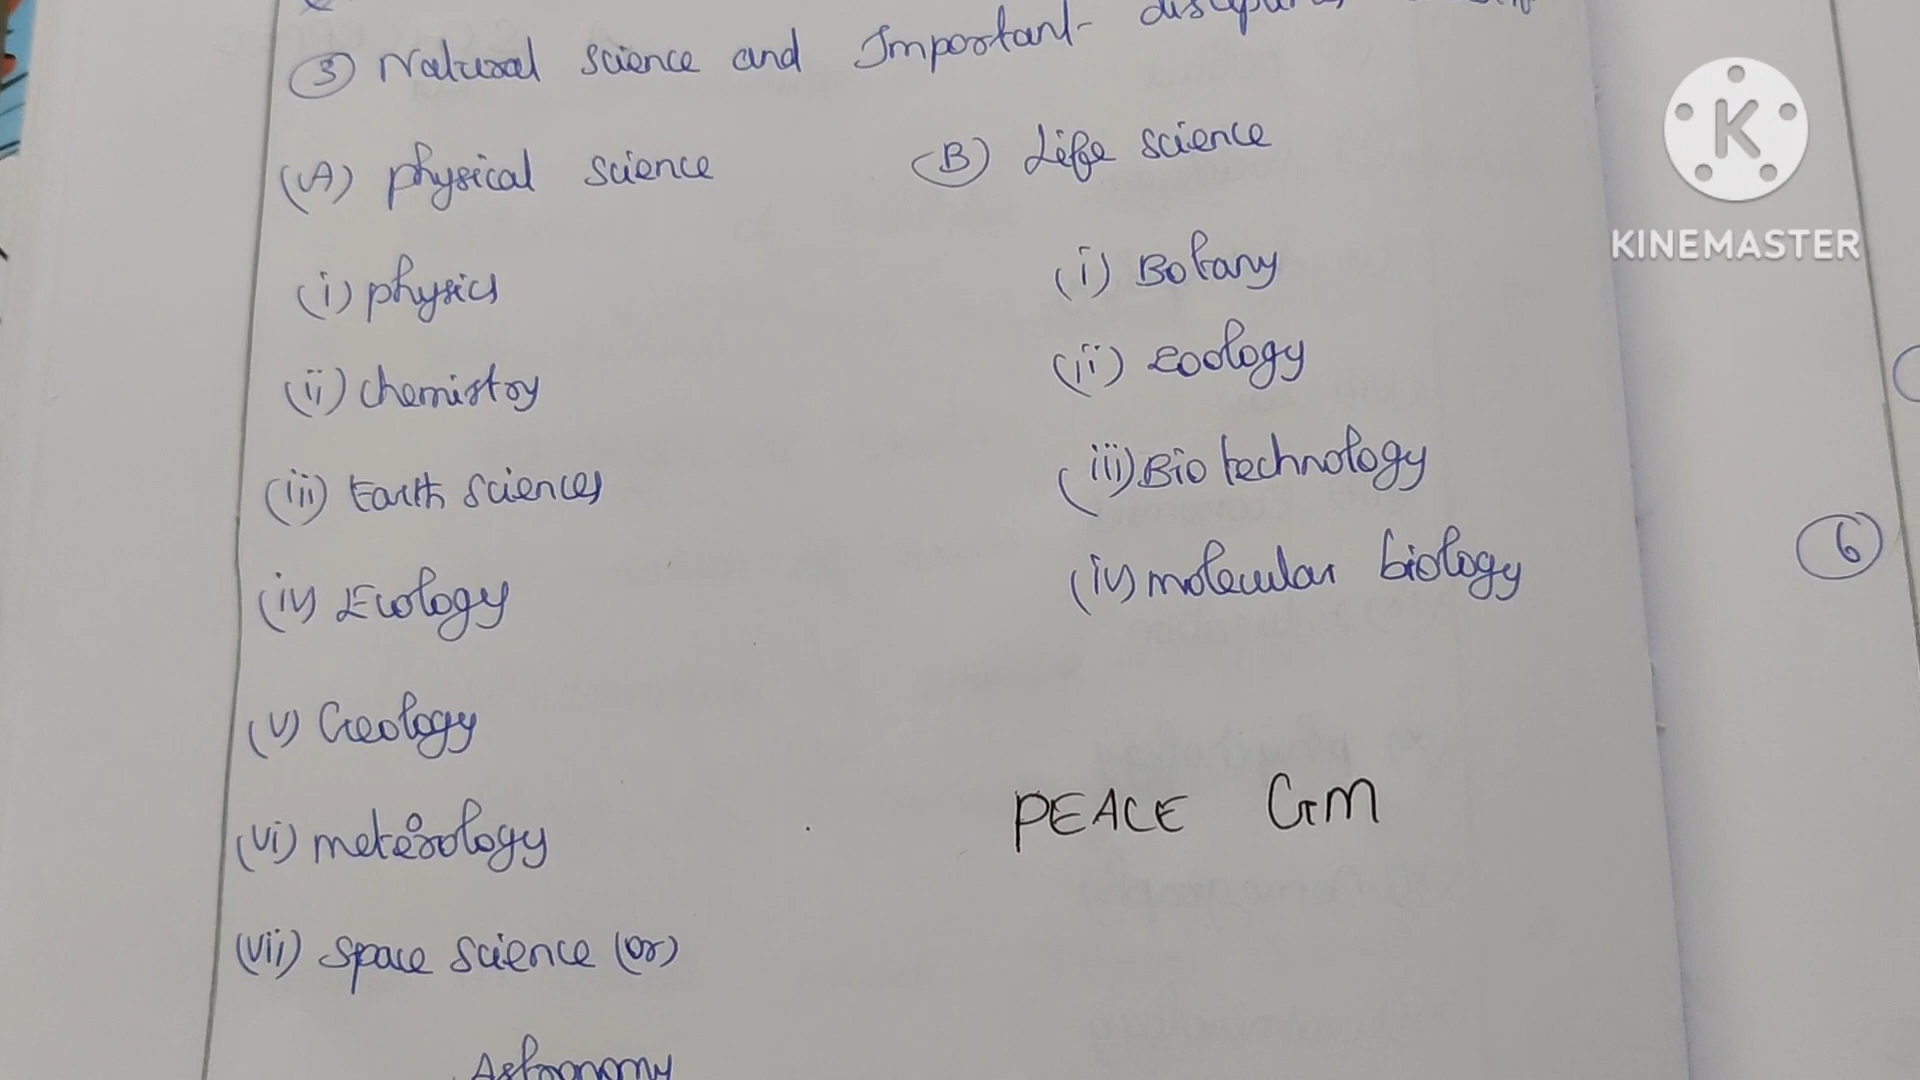 ③ Natural science and Important
(A) physical science
(i) physics
(ii) chemistry
(iii) Earth sciences
(iv) Ecology
(v) Geology
(vi) meteorology
(vii) space science (or)
Astronomy
(B) Life science
(i) Botany
(ii) Zoology
(iii) Bio technology
(iv) molecular biology
PEACE GM
6
K
KINEMASTER